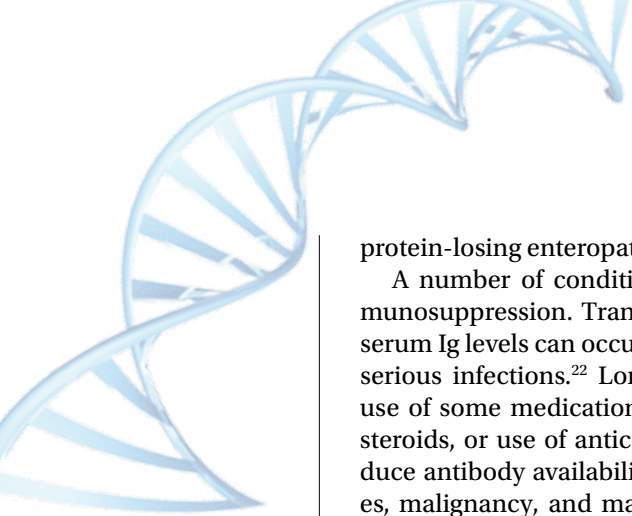 protein-losing enteropat
A number of conditi
munosuppression. Tran
serum Ig levels can occu
serious infections.²² Lon
use of some medication
steroids, or use of antic
duce antibody availabili
es, malignancy, and ma